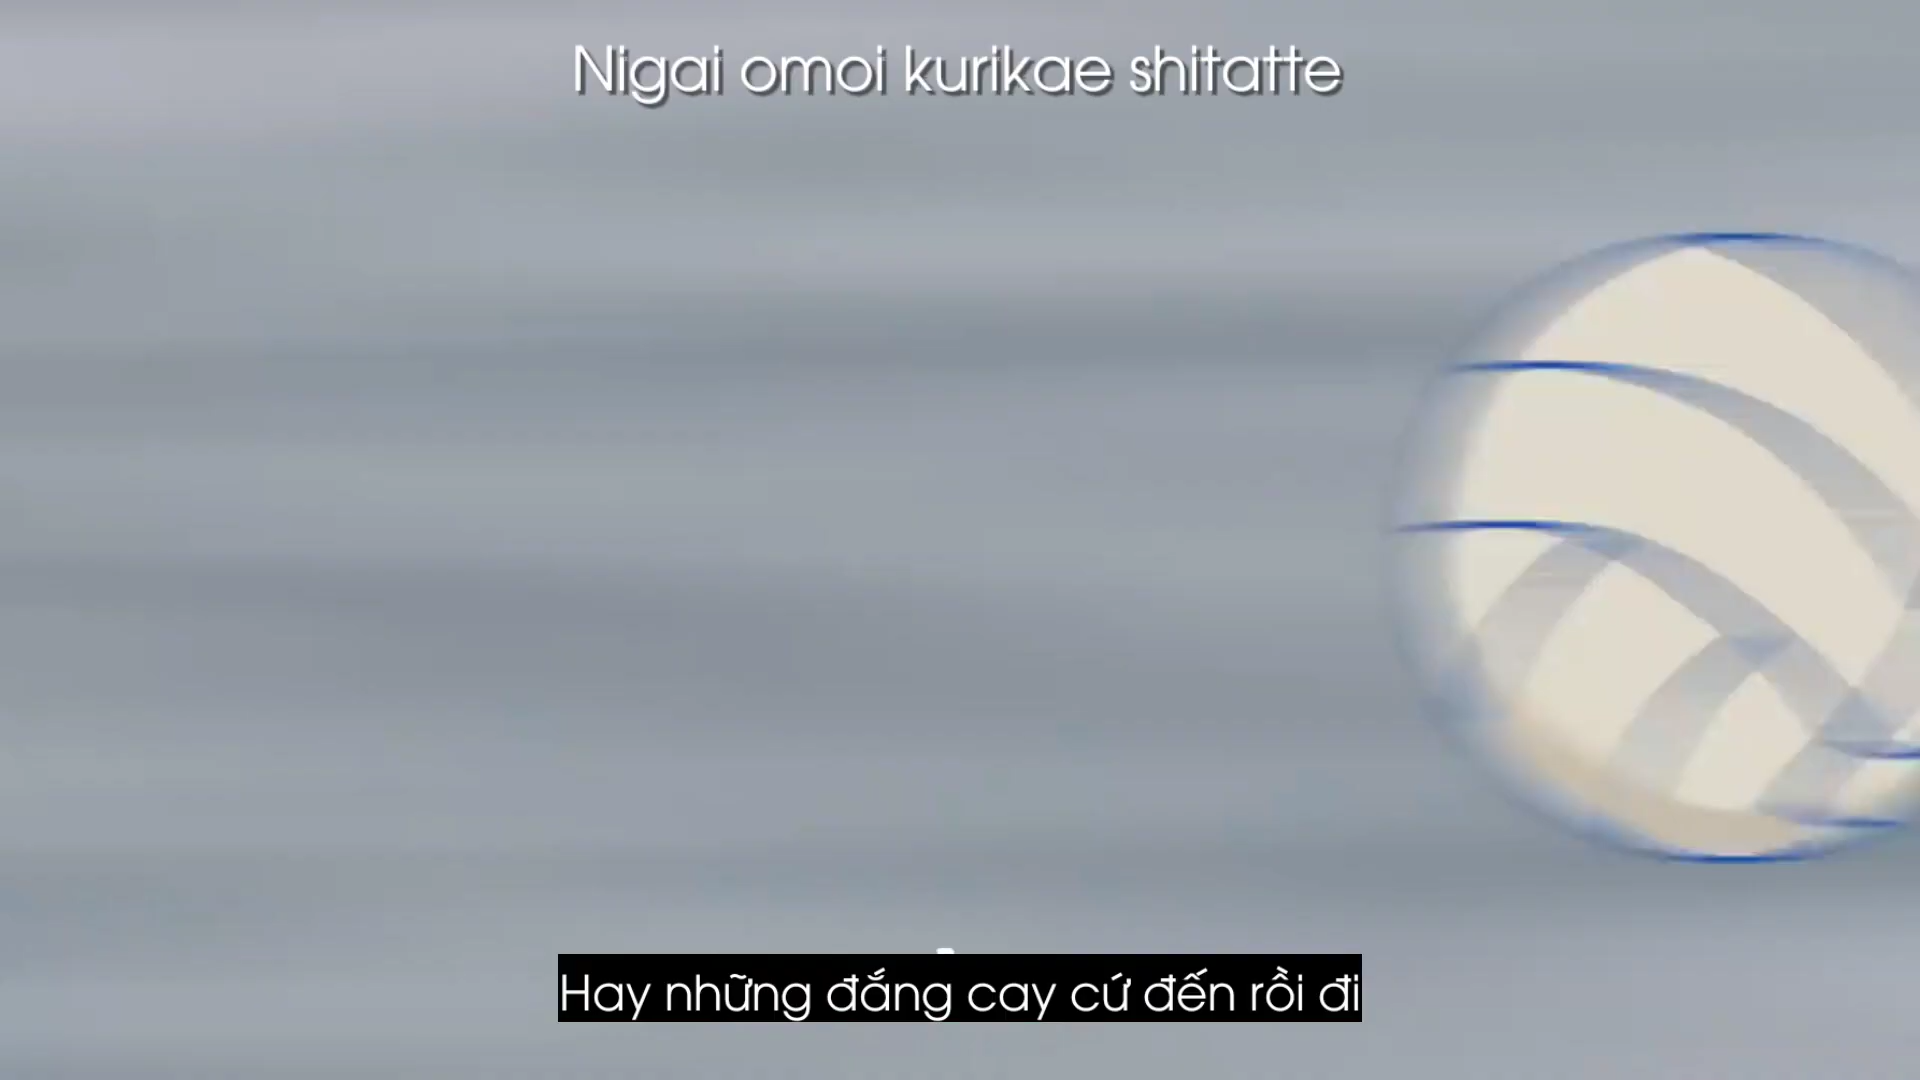 Nigai omoi kurikae shitatte
Hay những đắng cay cứ đến rồi đi